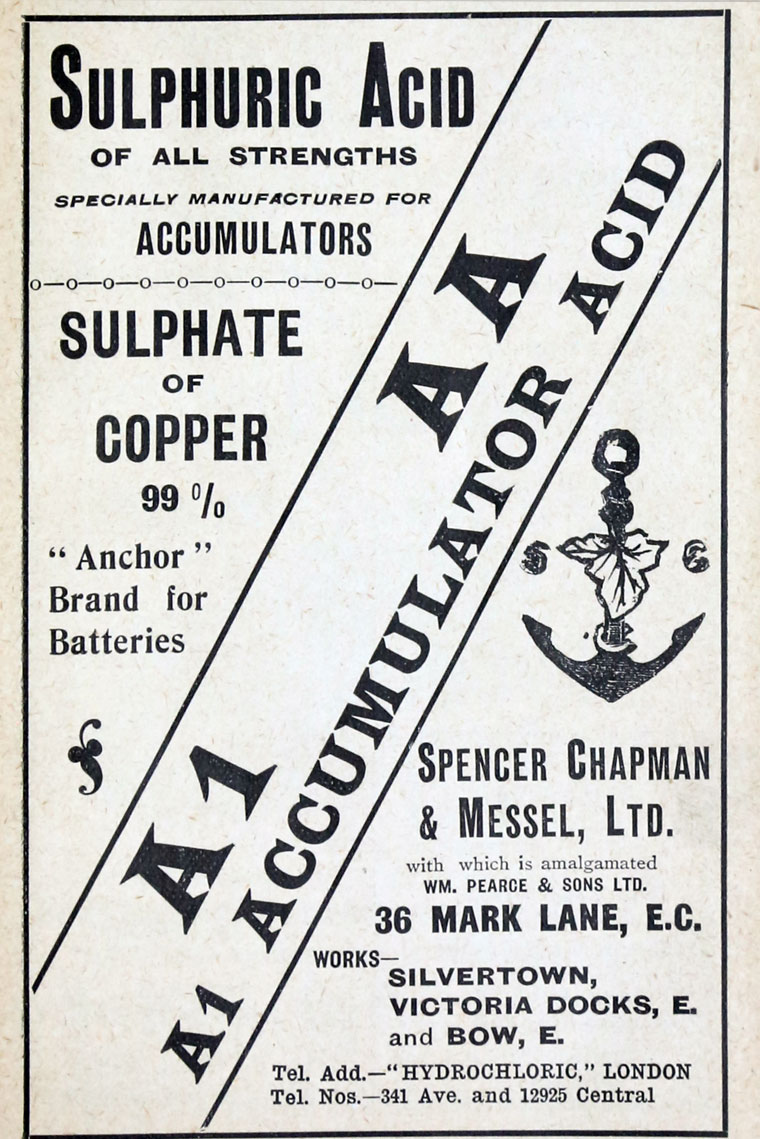 SULPHURIC ACID
OF ALL STRENGTHS
SPECIALLY MANUFACTURED FOR
ACCUMULATORS
SULPHATE
OF
COPPER
99 %
“ Anchor ”
Brand for
Batteries
A1 AA
A1 ACCUMULATOR ACID
S C
SPENCER CHAPMAN
& MESSEL, LTD.
with which is amalgamated
WM. PEARCE & SONS LTD.
36 MARK LANE, E.C.
WORKS—
SILVERTOWN,
VICTORIA DOCKS, E.
and BOW, E.
Tel. Add.—“HYDROCHLORIC,” LONDON
Tel. Nos.—341 Ave. and 12925 Central